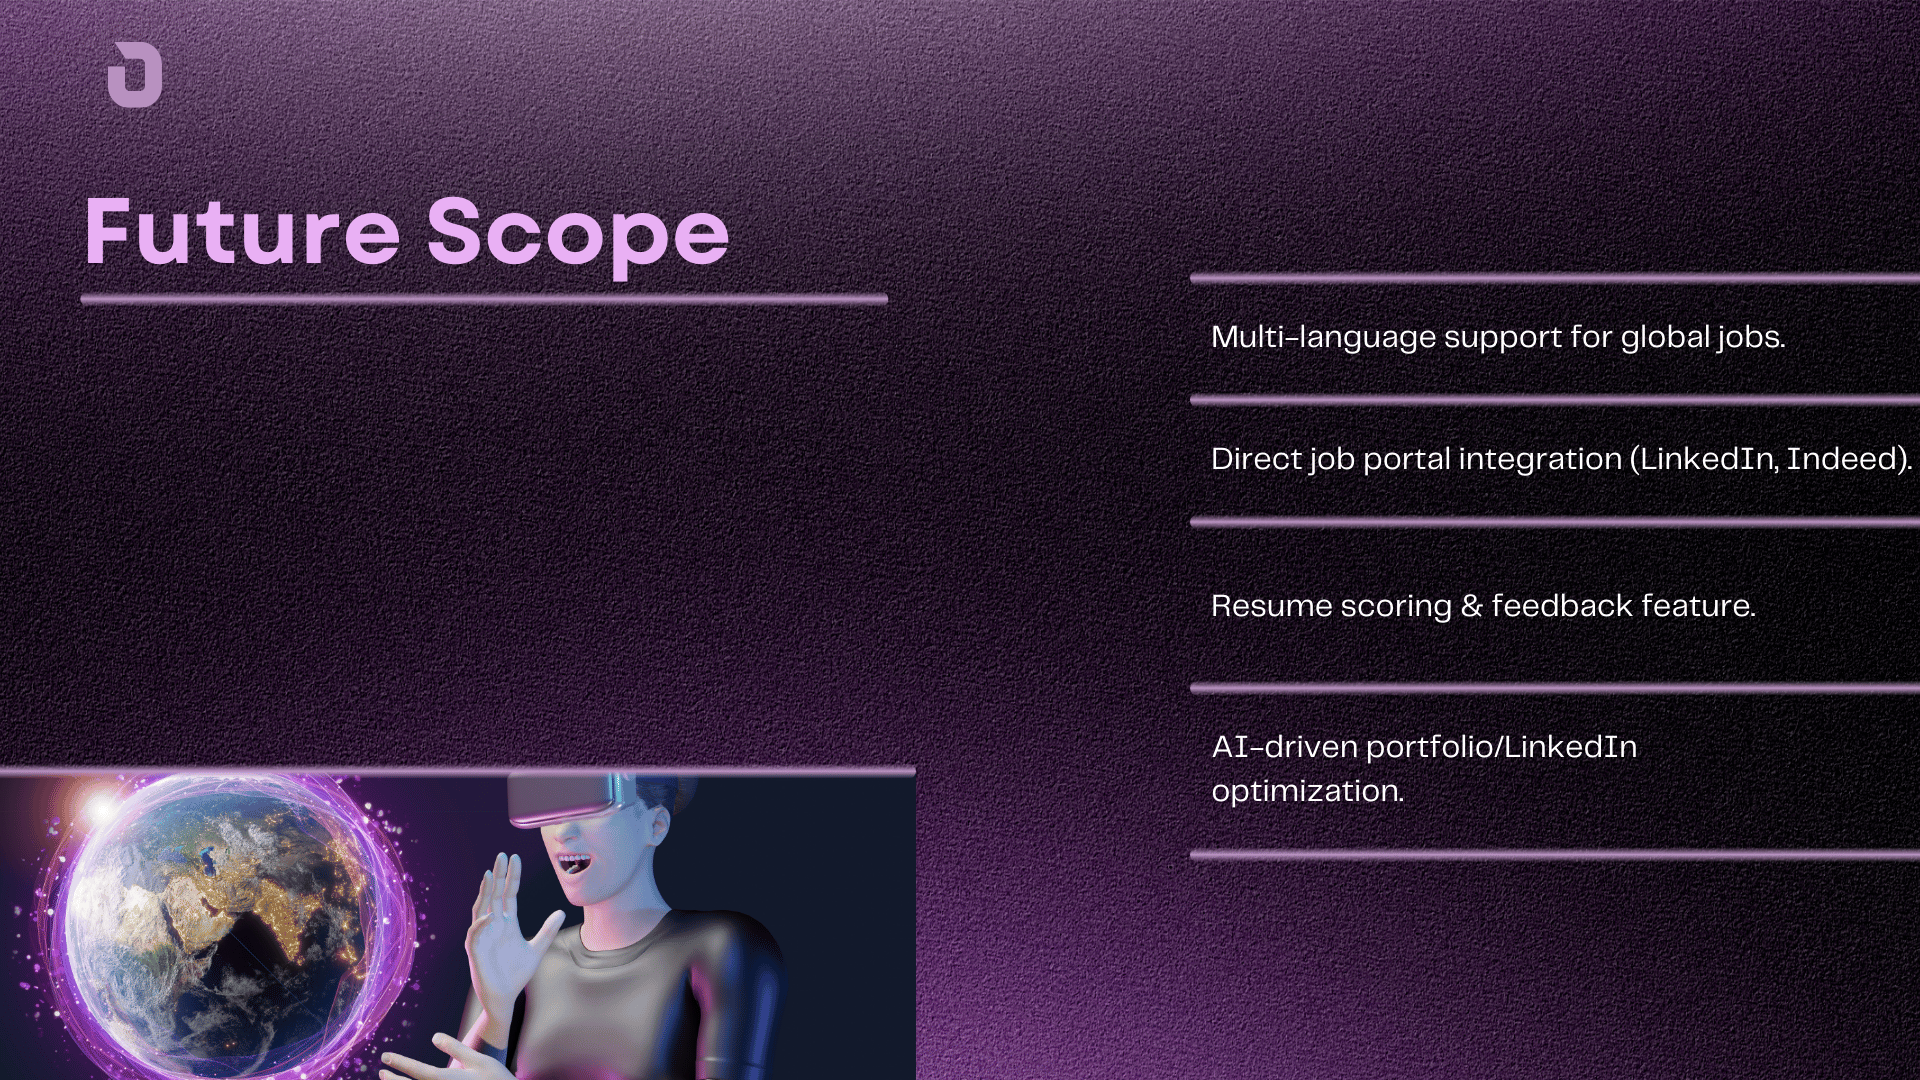 Future Scope
Multi-language support for global jobs.
Direct job portal integration (LinkedIn, Indeed).
Resume scoring & feedback feature.
AI-driven portfolio/LinkedIn
optimization.